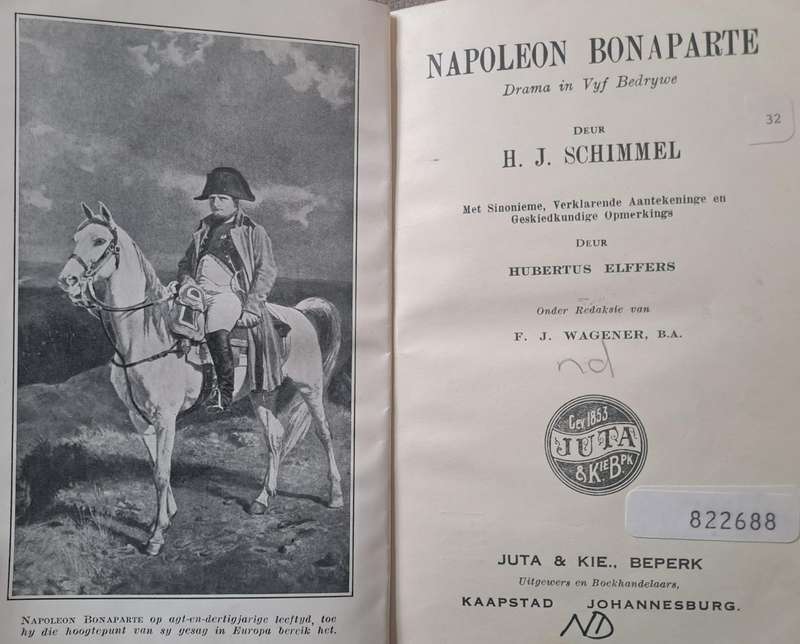 NAPOLEON BONAPARTE op agt-en-dertigjarige leeftyd, toe
hy die hoogtepunt van sy gesag in Europa bereik het.
NAPOLEON BONAPARTE
Drama in Vyf Bedrywe
32
DEUR
H. J. SCHIMMEL
Met Sinonieme, Verklarende Aantekeninge en
Geskiedkundige Opmerkings
DEUR
HUBERTUS ELFFERS
Onder Redaksie van
F. J. WAGENER, B.A.
nd
GEV 1853
JUTA
& KIE BPK
822688
JUTA & KIE., BEPERK
Uitgewers en Boekhandelaars,
KAAPSTAD JOHANNESBURG.
ND